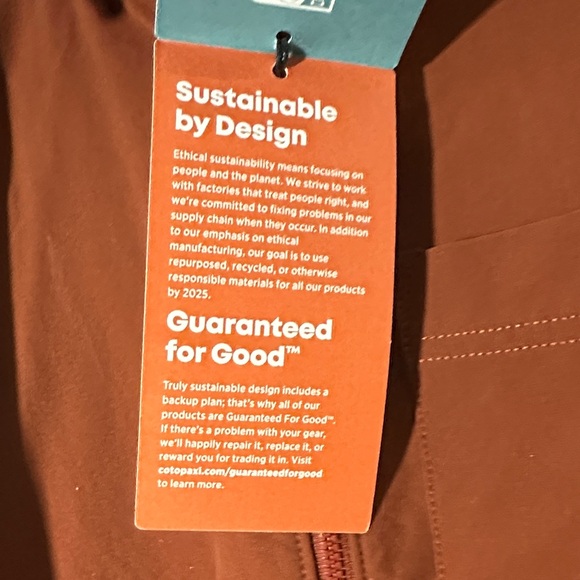 Sustainable
by Design
Ethical sustainability means focusing on
people and the planet. We strive to work
with factories that treat people right, and
we're committed to fixing problems in our
supply chain when they occur. In addition
to our emphasis on ethical
manufacturing, our goal is to use
repurposed, recycled, or otherwise
responsible materials for all our products
by 2025.
Guaranteed
for Good™
Truly sustainable design includes a
backup plan; that's why all of our
products are Guaranteed For Good™.
If there's a problem with your gear,
we'll happily repair it, replace it, or
reward you for trading it in. Visit
cotopaxi.com/guaranteedforgood
to learn more.